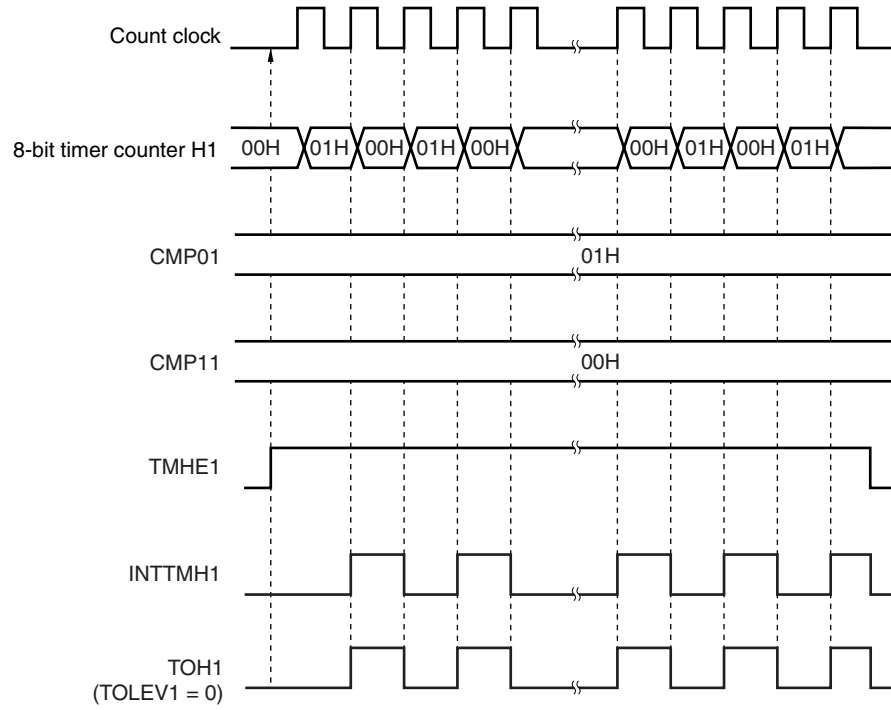 Count clock
8-bit timer counter H1
00H 01H 00H 01H 00H 00H 01H 00H 01H
CMP01
01H
CMP11
00H
TMHE1
INTTMH1
TOH1
(TOLEV1 = 0)